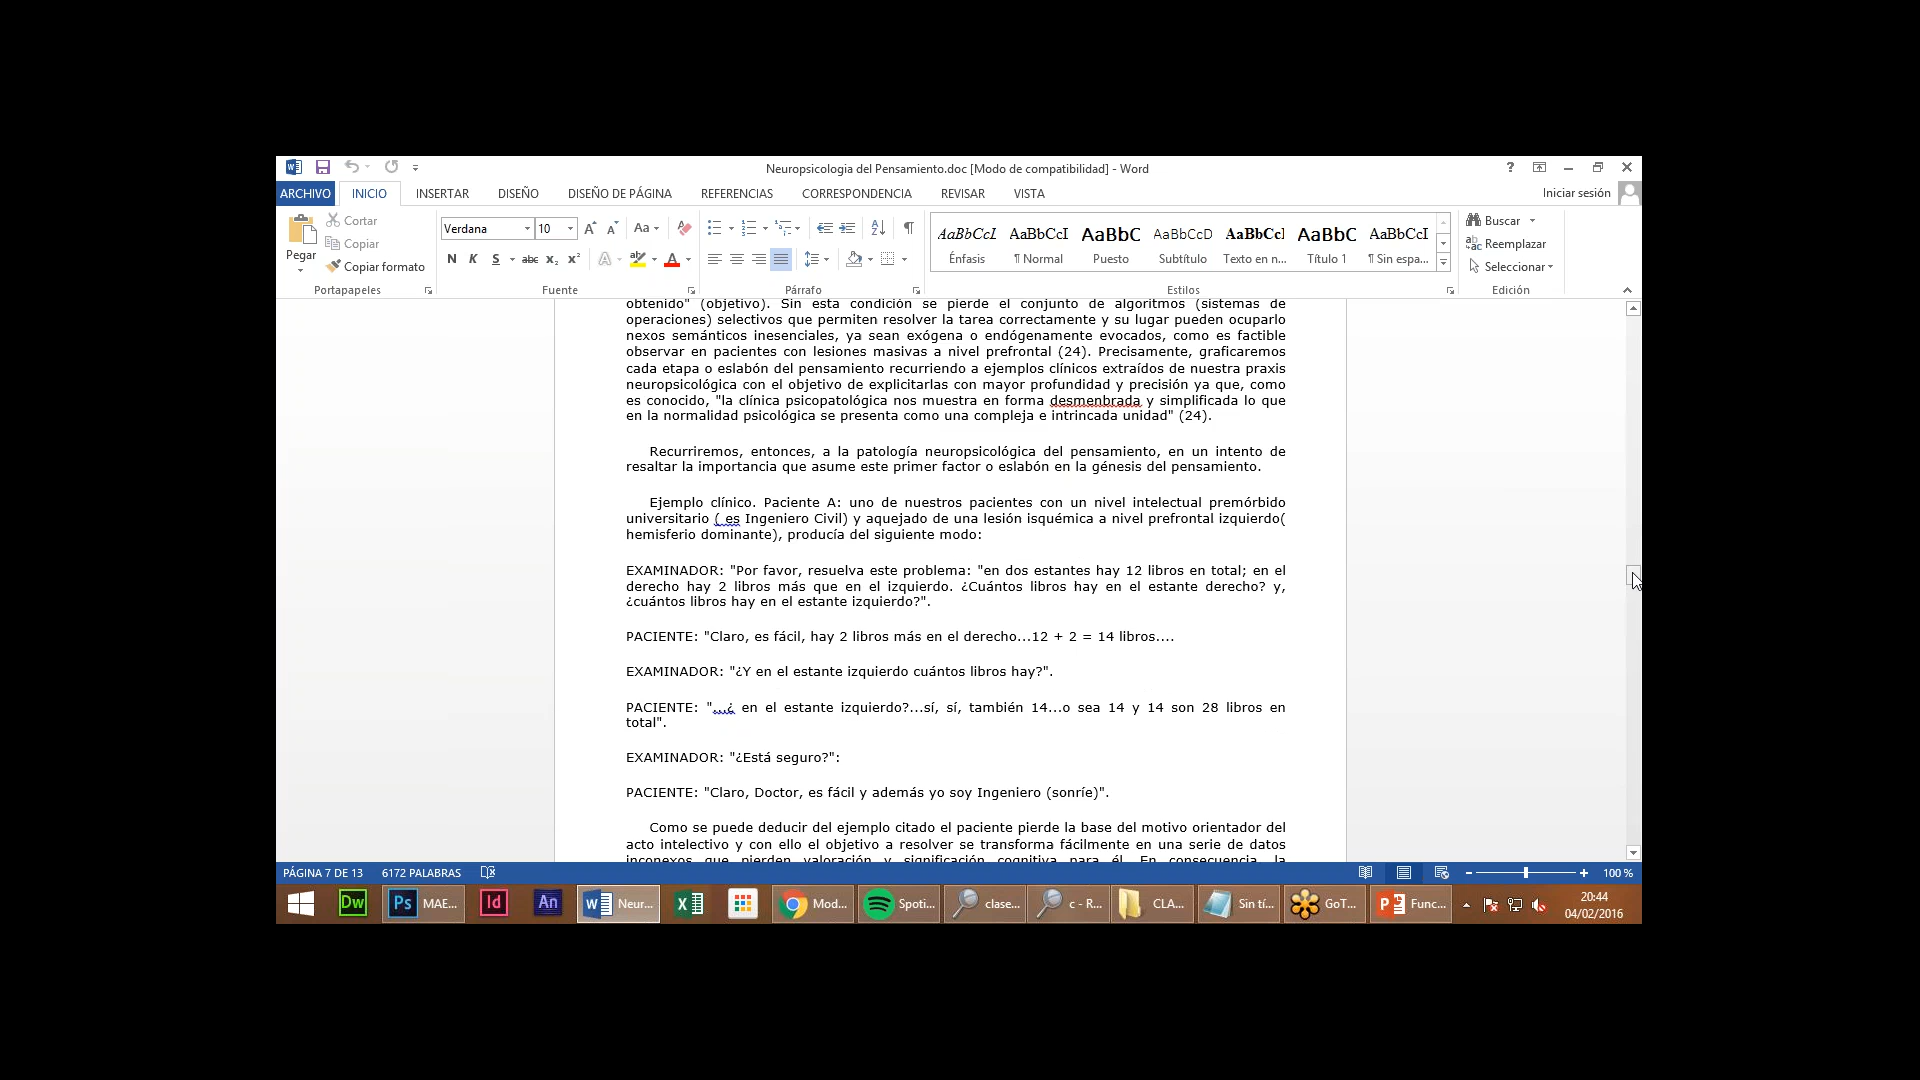 Neuropsicologia del Pensamiento.doc [Modo de compatibilidad] - Word
ARCHIVO INICIO INSERTAR DISEÑO DISEÑO DE PÁGINA REFERENCIAS CORRESPONDENCIA REVISAR VISTA Iniciar sesión
Pegar
Cortar
Copiar
Copiar formato
Portapapeles
Verdana 10
Fuente
Párrafo
AaBbCcI AaBbCcI AaBbC AaBbCcD AaBbCcI AaBbC AaBbCcI
Énfasis ¶ Normal Puesto Subtítulo Texto en n... Título 1 ¶ Sin espa...
Estilos
Buscar
Reemplazar
Seleccionar
Edición
obtenido" (objetivo). Sin esta condición se pierde el conjunto de algoritmos (sistemas de
operaciones) selectivos que permiten resolver la tarea correctamente y su lugar pueden ocuparlo
nexos semánticos inesenciales, ya sean exógena o endógenamente evocados, como es factible
observar en pacientes con lesiones masivas a nivel prefrontal (24). Precisamente, graficaremos
cada etapa o eslabón del pensamiento recurriendo a ejemplos clínicos extraídos de nuestra praxis
neuropsicológica con el objetivo de explicitarlas con mayor profundidad y precisión ya que, como
es conocido, "la clínica psicopatológica nos muestra en forma desmenbrada y simplificada lo que
en la normalidad psicológica se presenta como una compleja e intrincada unidad" (24).
Recurriremos, entonces, a la patología neuropsicológica del pensamiento, en un intento de
resaltar la importancia que asume este primer factor o eslabón en la génesis del pensamiento.
Ejemplo clínico. Paciente A: uno de nuestros pacientes con un nivel intelectual premórbido
universitario ( es Ingeniero Civil) y aquejado de una lesión isquémica a nivel prefrontal izquierdo(
hemisferio dominante), producía del siguiente modo:
EXAMINADOR: "Por favor, resuelva este problema: "en dos estantes hay 12 libros en total; en el
derecho hay 2 libros más que en el izquierdo. ¿Cuántos libros hay en el estante derecho? y,
¿cuántos libros hay en el estante izquierdo?".
PACIENTE: "Claro, es fácil, hay 2 libros más en el derecho...12 + 2 = 14 libros....
EXAMINADOR: "¿Y en el estante izquierdo cuántos libros hay?".
PACIENTE: "...¿ en el estante izquierdo?...sí, sí, también 14...o sea 14 y 14 son 28 libros en
total".
EXAMINADOR: "¿Está seguro?":
PACIENTE: "Claro, Doctor, es fácil y además yo soy Ingeniero (sonríe)".
Como se puede deducir del ejemplo citado el paciente pierde la base del motivo orientador del
acto intelectivo y con ello el objetivo a resolver se transforma fácilmente en una serie de datos
inconexos que pierden valoración y significación cognitiva para él. En consecuencia, la
PÁGINA 7 DE 13 6172 PALABRAS 100 %
Dw Ps MAE... Id An Neur... Mod... Spoti... clase... c - R... CLA... Sin tí... GoT... Func... 20:44
04/02/2016